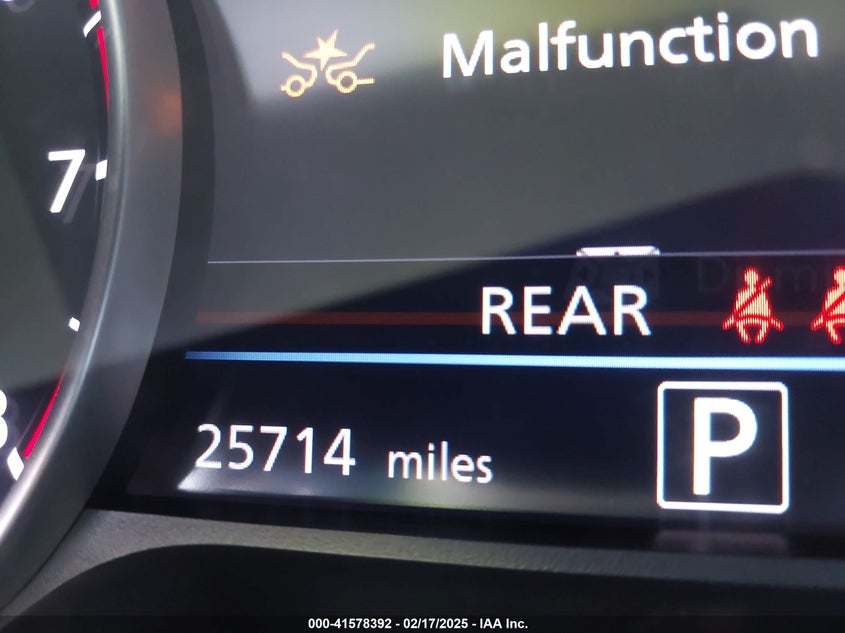 Malfunction
7
REAR
25714 miles
P
000-41578392 - 02/17/2025 - IAA Inc.